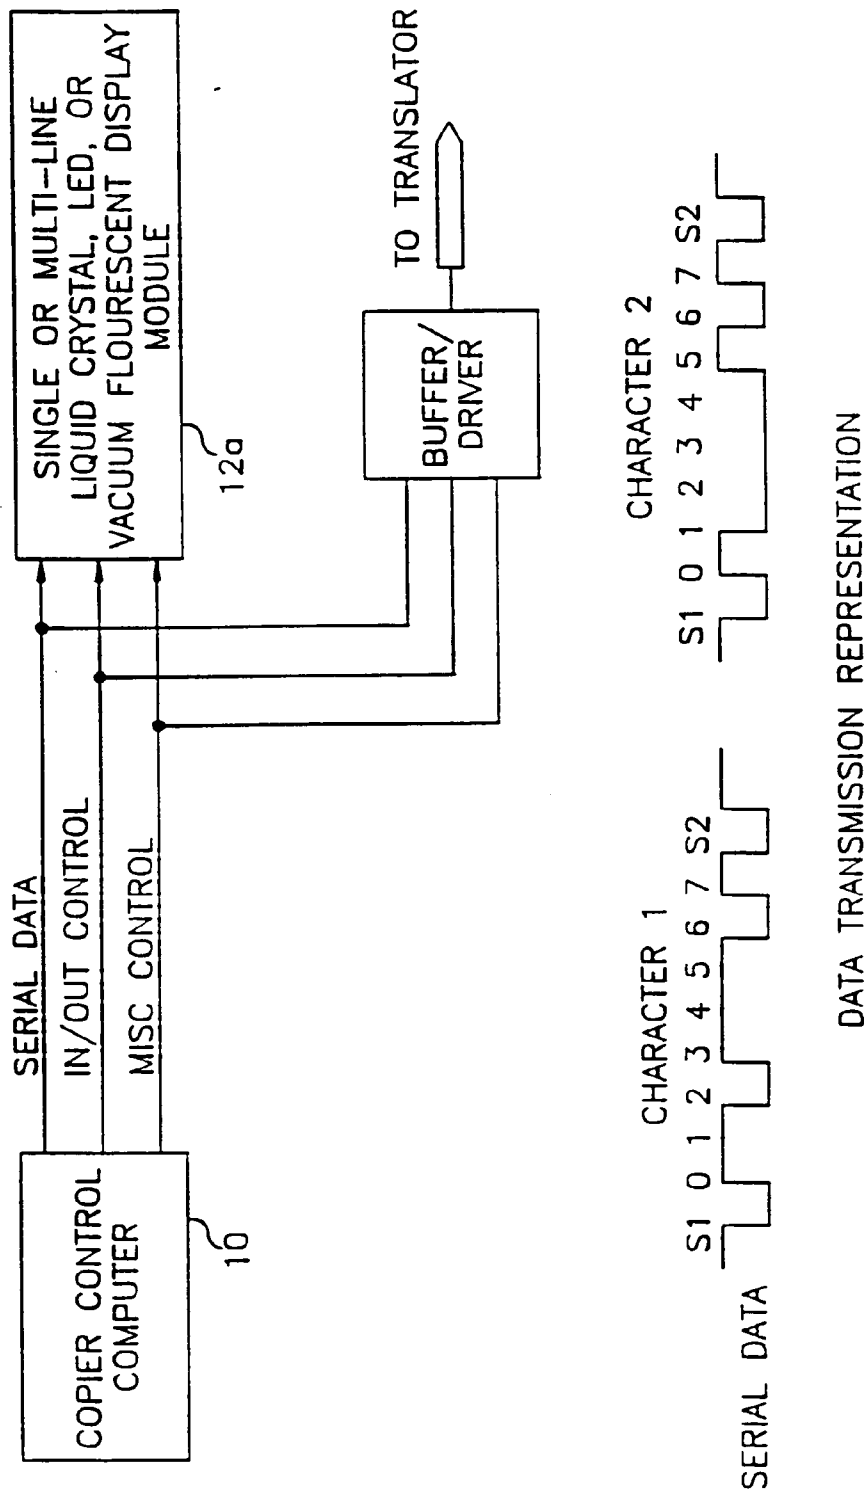 SINGLE OR MULTI-LINE
LIQUID CRYSTAL, LED, OR
VACUUM FLOURESCENT DISPLAY
MODULE
12a
SERIAL DATA
IN/OUT CONTROL
MISC CONTROL
COPIER CONTROL
COMPUTER
10
BUFFER/
DRIVER
TO TRANSLATOR
CHARACTER 1
S1 0 1 2 3 4 5 6 7 S2
CHARACTER 2
S1 0 1 2 3 4 5 6 7 S2
SERIAL DATA
DATA TRANSMISSION REPRESENTATION